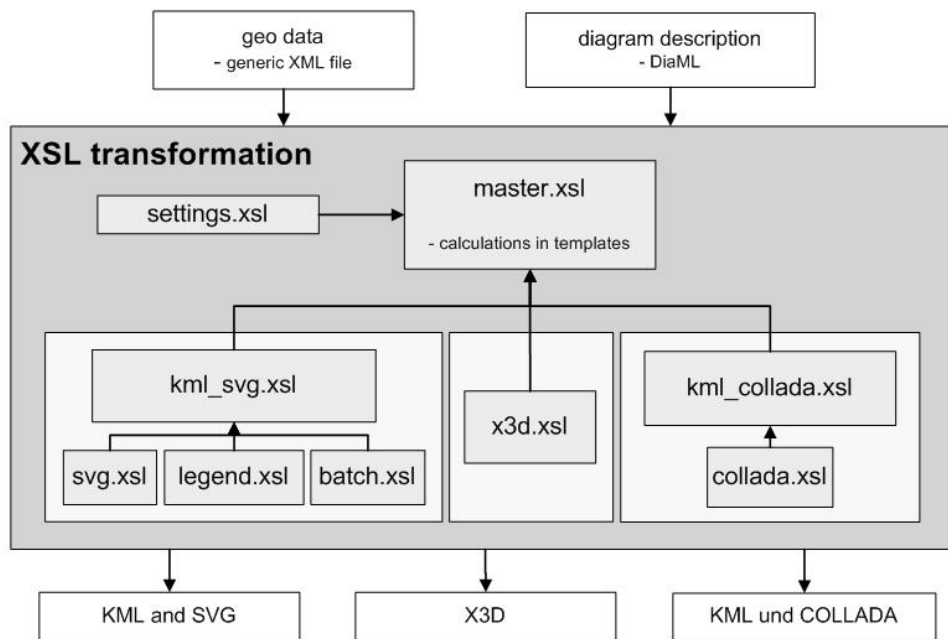 geo data
- generic XML file
diagram description
- DiaML
XSL transformation
master.xsl
- calculations in templates
settings.xsl
kml_svg.xsl
svg.xsl
legend.xsl
batch.xsl
x3d.xsl
kml_collada.xsl
collada.xsl
KML and SVG
X3D
KML und COLLADA